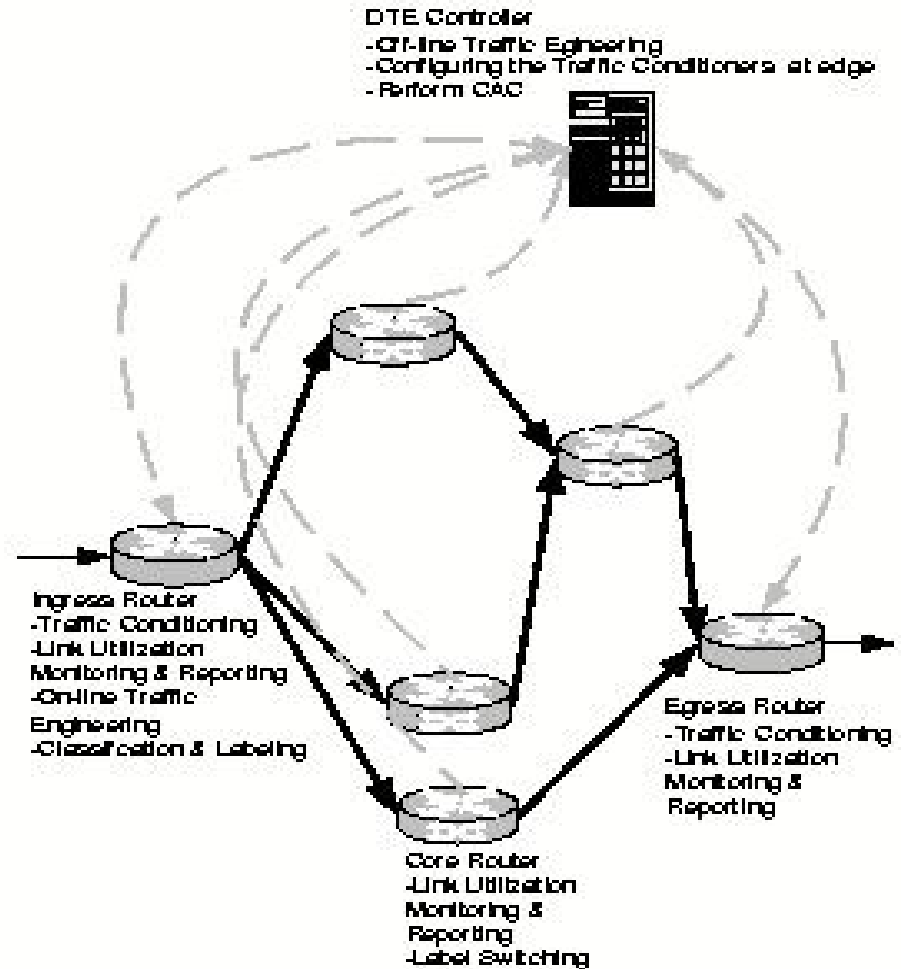 DTE Controller
-Off-line Traffic Egineering
-Configuring the Traffic Conditioners at edge
-Perform CAC
Ingress Router
-Traffic Conditioning
-Link Utilization
Monitoring & Reporting
-On-line Traffic
Engineering
-Classification & Labeling
Egress Router
-Traffic Conditioning
-Link Utilization
Monitoring &
Reporting
Core Router
-Link Utilization
Monitoring &
Reporting
-Label Switching